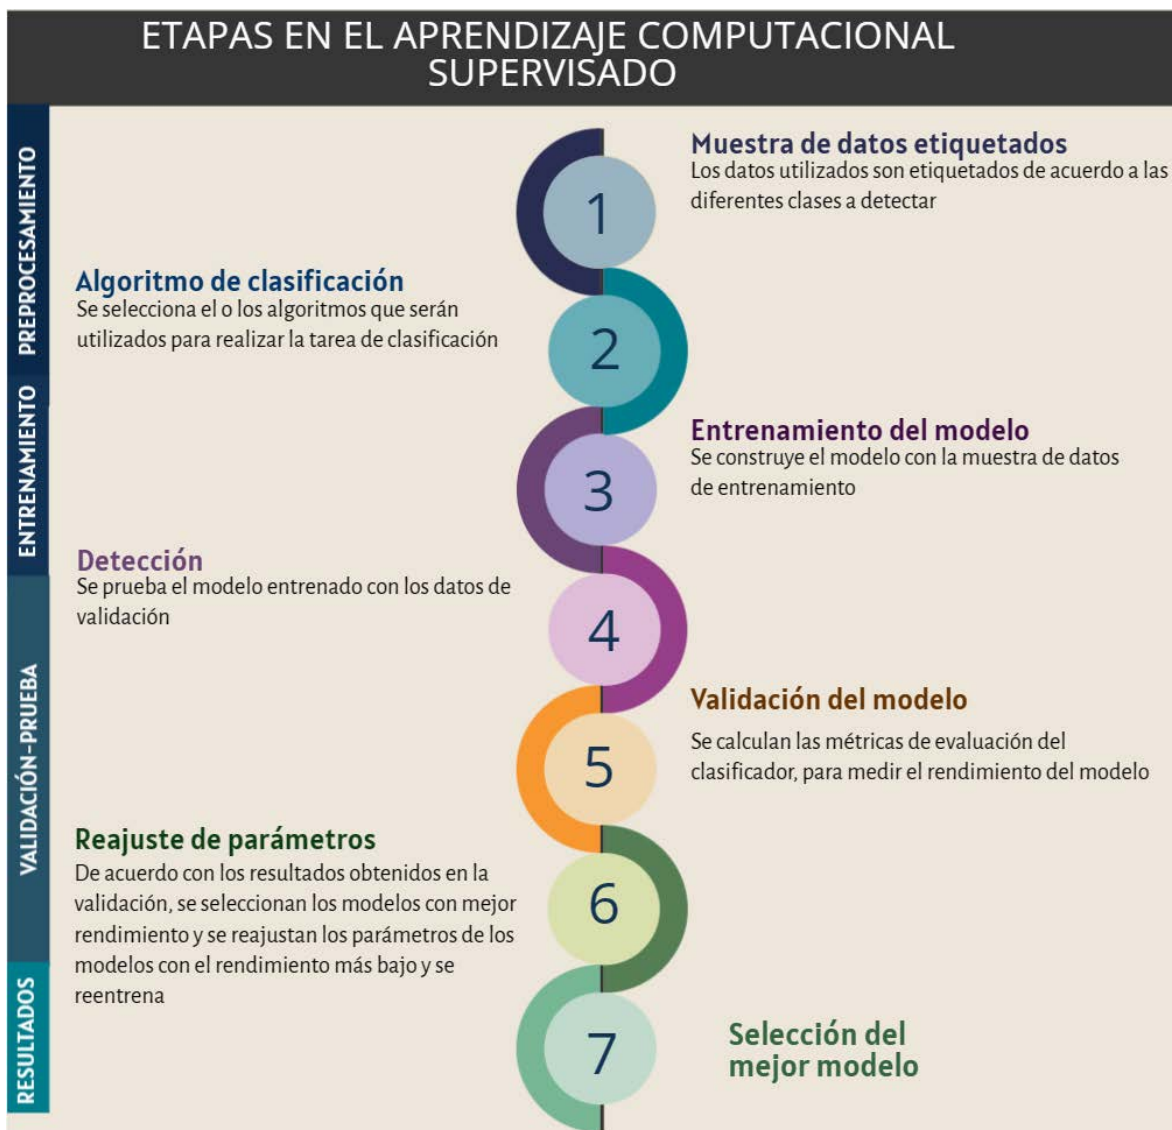 ETAPAS EN EL APRENDIZAJE COMPUTACIONAL
SUPERVISADO
PREPROCESAMIENTO
1
Muestra de datos etiquetados
Los datos utilizados son etiquetados de acuerdo a las
diferentes clases a detectar
Algoritmo de clasificación
Se selecciona el o los algoritmos que serán
utilizados para realizar la tarea de clasificación
2
ENTRENAMIENTO
3
Entrenamiento del modelo
Se construye el modelo con la muestra de datos
de entrenamiento
VALIDACIÓN-PRUEBA
Detección
Se prueba el modelo entrenado con los datos de
validación
4
5
Validación del modelo
Se calculan las métricas de evaluación del
clasificador, para medir el rendimiento del modelo
Reajuste de parámetros
De acuerdo con los resultados obtenidos en la
validación, se seleccionan los modelos con mejor
rendimiento y se reajustan los parámetros de los
modelos con el rendimiento más bajo y se
reentrena
6
RESULTADOS
7
Selección del
mejor modelo